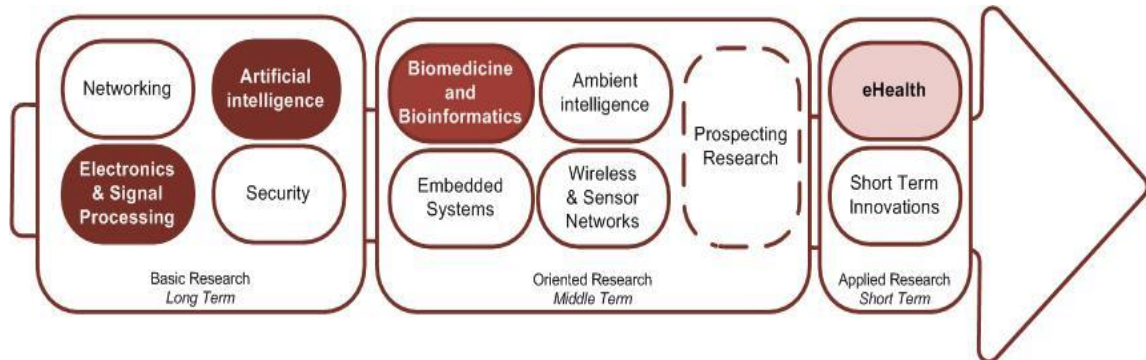 Networking
Artificial
intelligence
Electronics
& Signal
Processing
Security
Basic Research
Long Term
Biomedicine
and
Bioinformatics
Ambient
intelligence
Embedded
Systems
Wireless
& Sensor
Networks
Prospecting
Research
Oriented Research
Middle Term
eHealth
Short Term
Innovations
Applied Research
Short Term